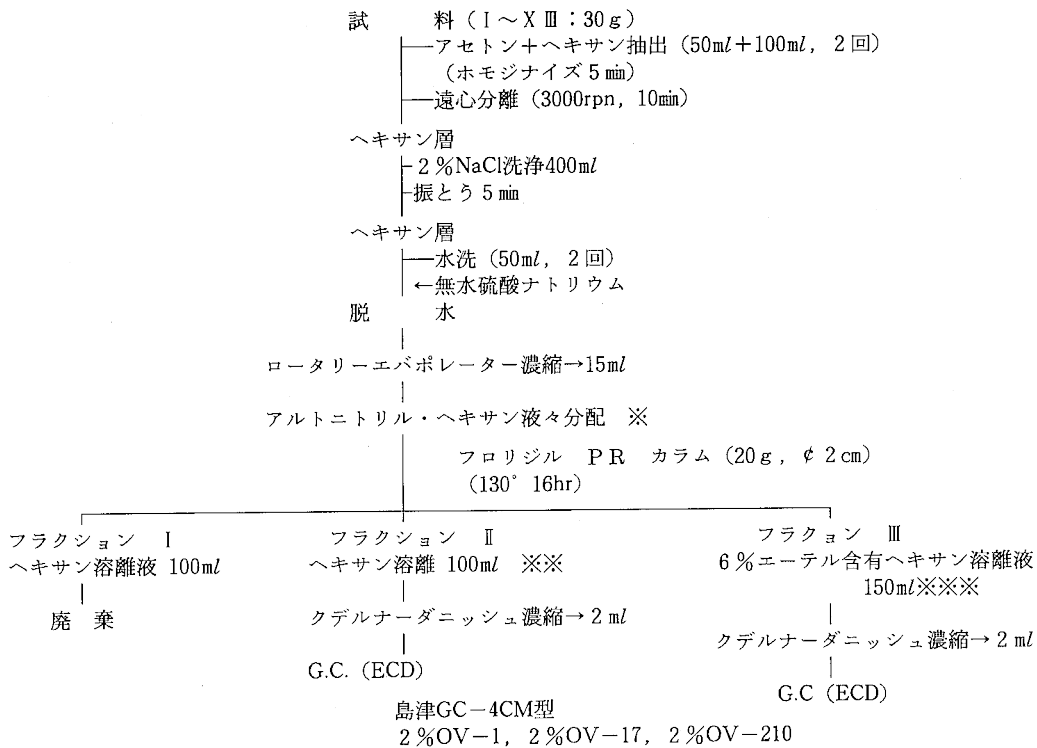 試　料（Ⅰ～ⅩⅢ：30g）
アセトン＋ヘキサン抽出（50ml＋100ml，2回）
（ホモジナイズ5min）
遠心分離（3000rpn，10min）
ヘキサン層
2％NaCl洗浄400ml
振とう5min
ヘキサン層
水洗（50ml，2回）
←無水硫酸ナトリウム
脱　水
ロータリーエバポレーター濃縮→15ml
アルトニトリル・ヘキサン液々分配　※
フロリジル　PR　カラム（20g，¢2cm）
（130°16hr）
フラクション　Ⅰ
ヘキサン溶離液 100ml
廃　棄
フラクション　Ⅱ
ヘキサン溶離 100ml　※※
クデルナーダニッシュ濃縮→2ml
G.C.（ECD）
フラクション　Ⅲ
6％エーテル含有ヘキサン溶離液
150ml※※※
クデルナーダニッシュ濃縮→2ml
G.C（ECD）
島津GC－4CM型
2％OV－1，2％OV－17，2％OV－210